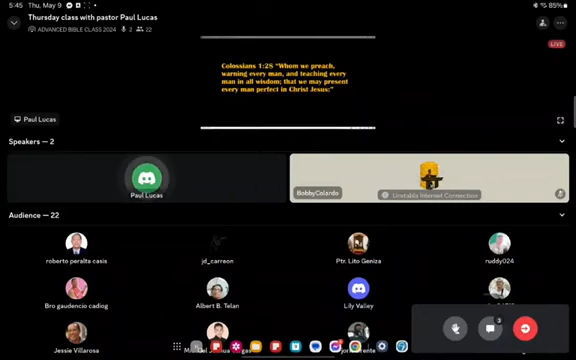 5:45 Thu, May 9
85%
Thursday class with pastor Paul Lucas
ADVANCED BIBLE CLASS 2024 2 22
LIVE
Colossians 1:28 "Whom we preach,
warning every man, and teaching every
man in all wisdom; that we may present
every man perfect in Christ Jesus:"
Paul Lucas
Speakers — 2
Paul Lucas
BobbyColardo
Unstable Internet Connection
Audience — 22
roberto peralta casis
jd_carreon
Ptr. Lito Geniza
ruddy024
Bro gaudencio cadiog
Albert B. Telan
Lily Valley
3
Jessie Villarosa